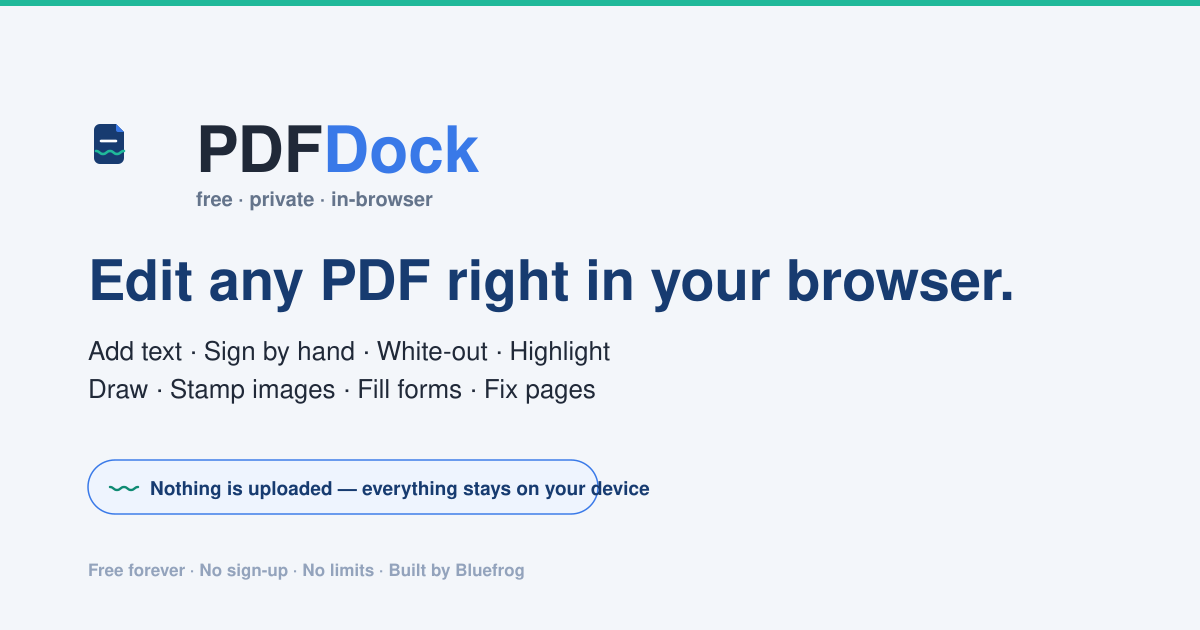 PDFDock
free · private · in-browser
Edit any PDF right in your browser.
Add text · Sign by hand · White-out · Highlight
Draw · Stamp images · Fill forms · Fix pages
Nothing is uploaded — everything stays on your device
Free forever · No sign-up · No limits · Built by Bluefrog